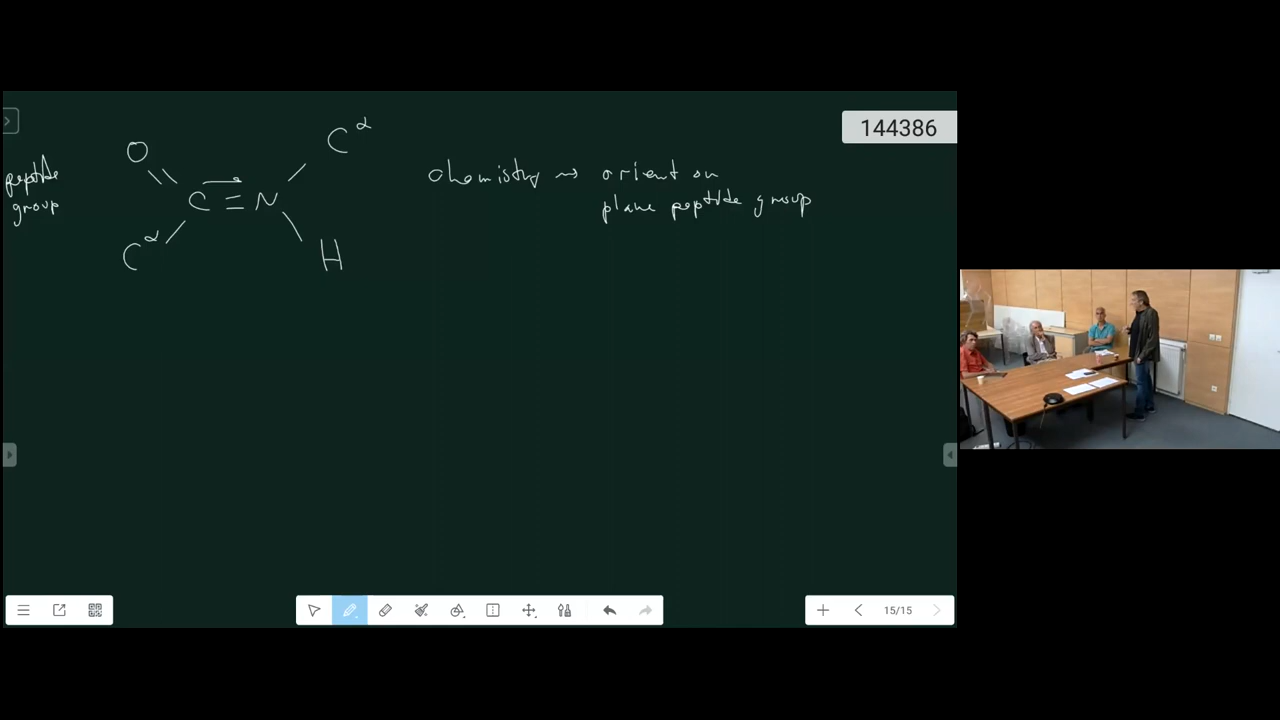 144386
peptide
group
O
C α
C = N
C α
H
chemistry ⇝ orient on
plane peptide group
15/15